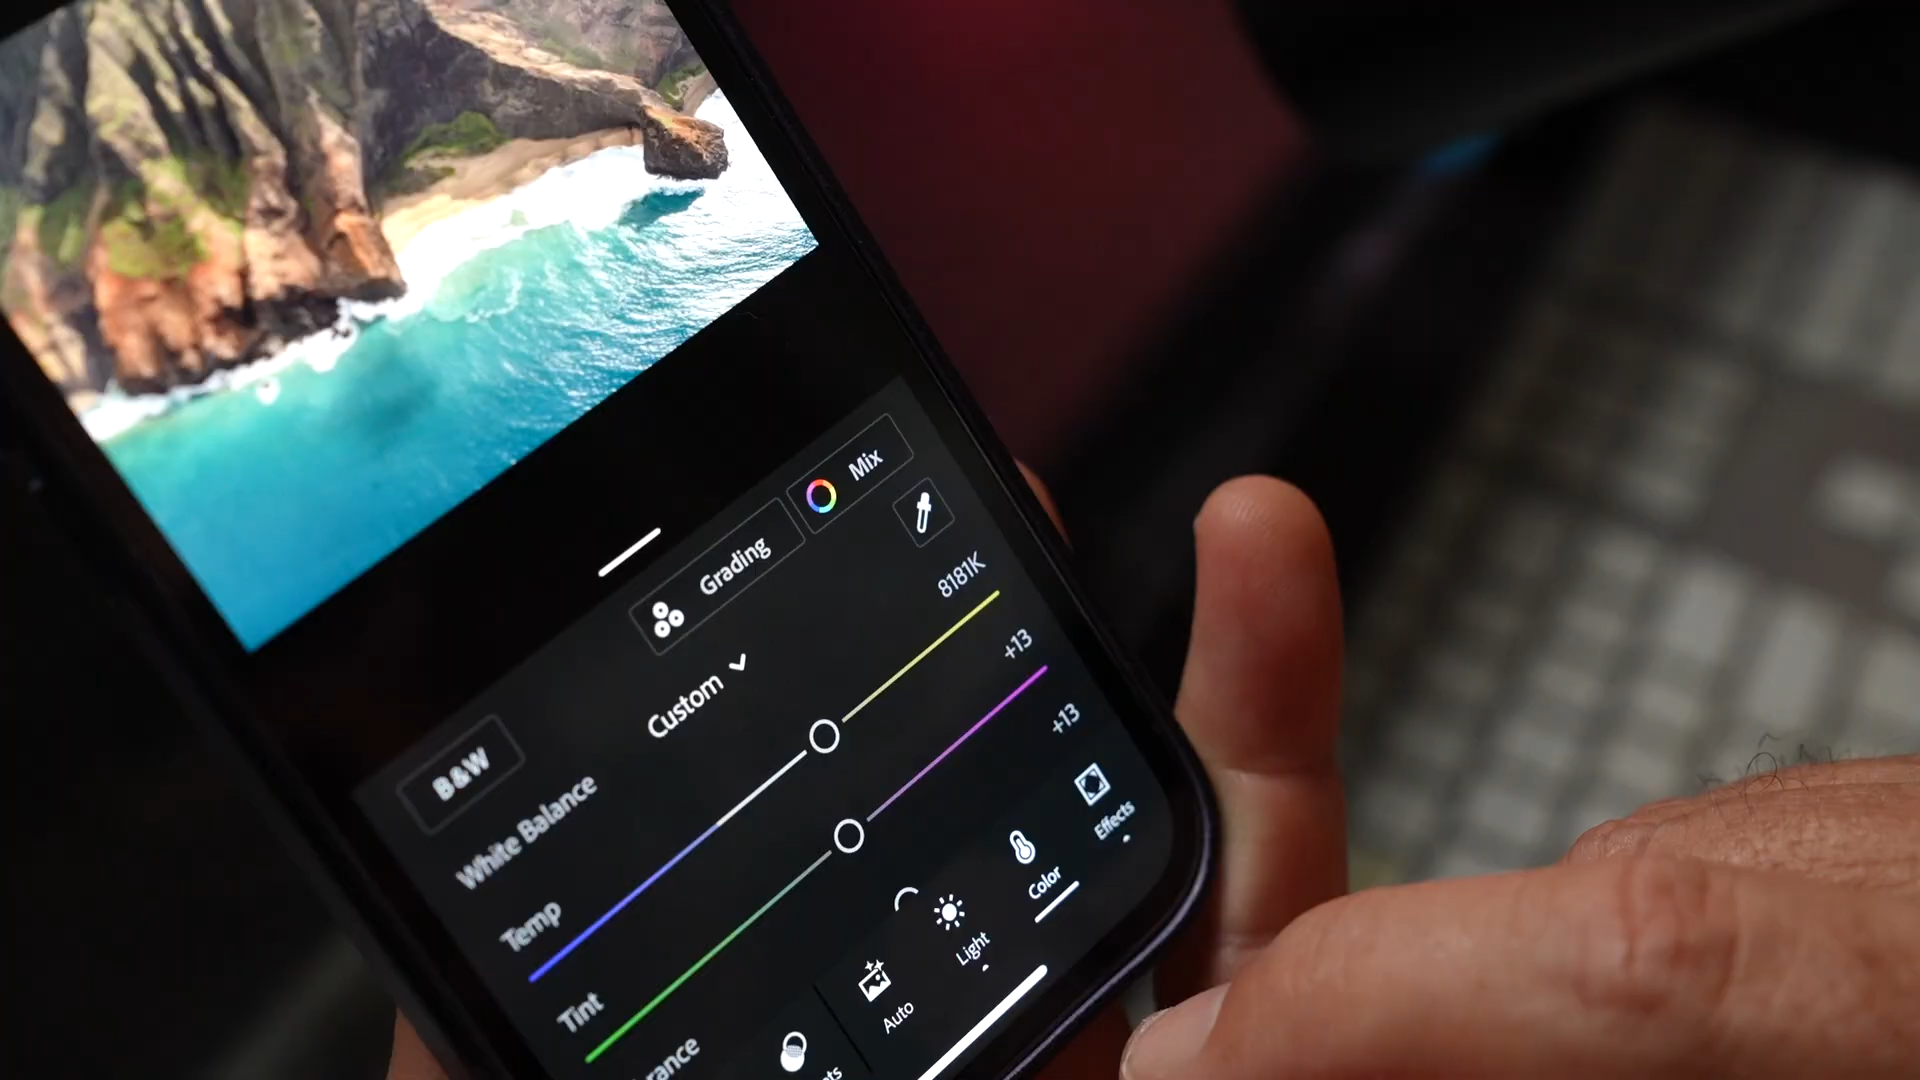 Grading
Mix
B&W
White Balance
Custom
Temp
8181K
Tint
+13
+13
Auto
Light
Color
Effects